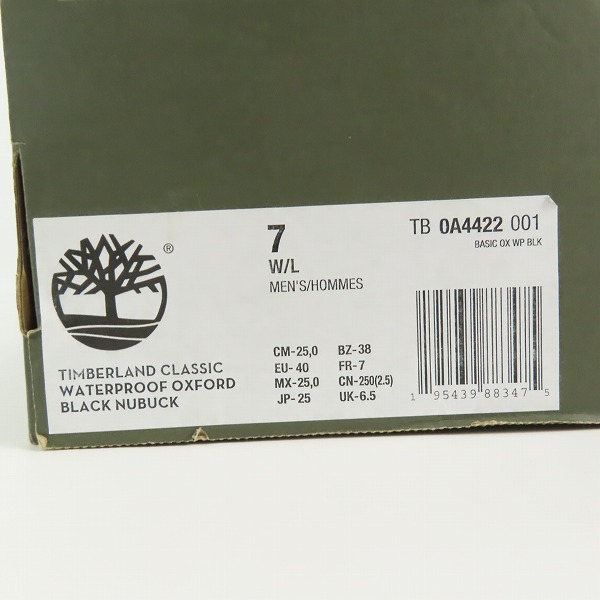 ®
TIMBERLAND CLASSIC
WATERPROOF OXFORD
BLACK NUBUCK
7
W/L
MEN'S/HOMMES
CM-25,0 BZ-38
EU- 40 FR-7
MX-25,0 CN-250(2.5)
JP-25 UK-6.5
TB 0A4422 001
BASIC OX WP BLK
1 95439 88347 5